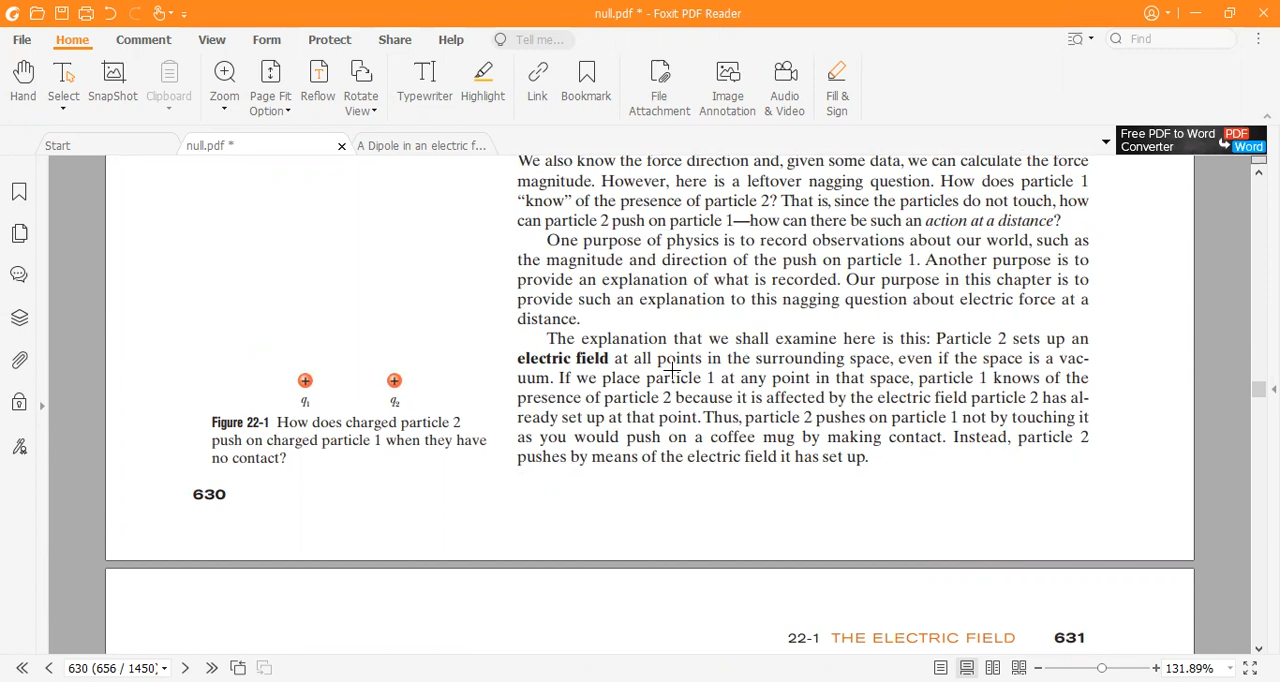 null.pdf * - Foxit PDF Reader
File Home Comment View Form Protect Share Help Tell me... Find
Hand Select SnapShot Clipboard Zoom Page Fit Option Reflow Rotate View Typewriter Highlight Link Bookmark File Attachment Image Annotation Audio & Video Fill & Sign
Start null.pdf * A Dipole in an electric f...
Free PDF to Word Converter PDF Word
We also know the force direction and, given some data, we can calculate the force
magnitude. However, here is a leftover nagging question. How does particle 1
“know” of the presence of particle 2? That is, since the particles do not touch, how
can particle 2 push on particle 1—how can there be such an action at a distance?
One purpose of physics is to record observations about our world, such as
the magnitude and direction of the push on particle 1. Another purpose is to
provide an explanation of what is recorded. Our purpose in this chapter is to
provide such an explanation to this nagging question about electric force at a
distance.
The explanation that we shall examine here is this: Particle 2 sets up an
electric field at all points in the surrounding space, even if the space is a vac-
uum. If we place particle 1 at any point in that space, particle 1 knows of the
presence of particle 2 because it is affected by the electric field particle 2 has al-
ready set up at that point. Thus, particle 2 pushes on particle 1 not by touching it
as you would push on a coffee mug by making contact. Instead, particle 2
pushes by means of the electric field it has set up.
+ +
q1 q2
Figure 22-1 How does charged particle 2
push on charged particle 1 when they have
no contact?
630
22-1 THE ELECTRIC FIELD 631
630 (656 / 1450) 131.89%